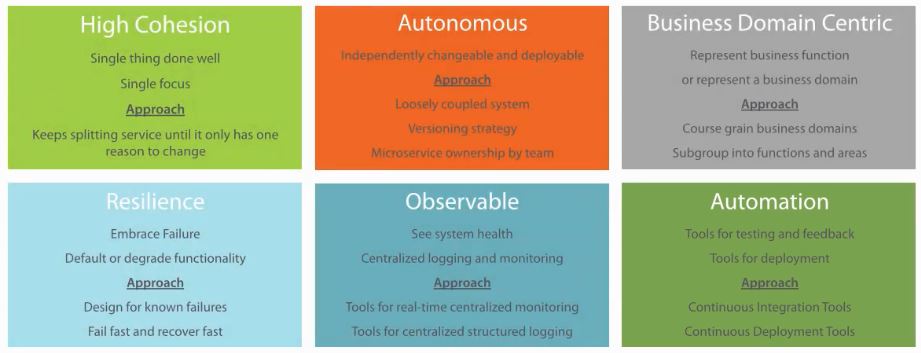 High Cohesion
Single thing done well
Single focus
Approach
Keeps splitting service until it only has one
reason to change
Autonomous
Independently changeable and deployable
Approach
Loosely coupled system
Versioning strategy
Microservice ownership by team
Business Domain Centric
Represent business function
or represent a business domain
Approach
Course grain business domains
Subgroup into functions and areas
Resilience
Embrace Failure
Default or degrade functionality
Approach
Design for known failures
Fail fast and recover fast
Observable
See system health
Centralized logging and monitoring
Approach
Tools for real-time centralized monitoring
Tools for centralized structured logging
Automation
Tools for testing and feedback
Tools for deployment
Approach
Continuous Integration Tools
Continuous Deployment Tools